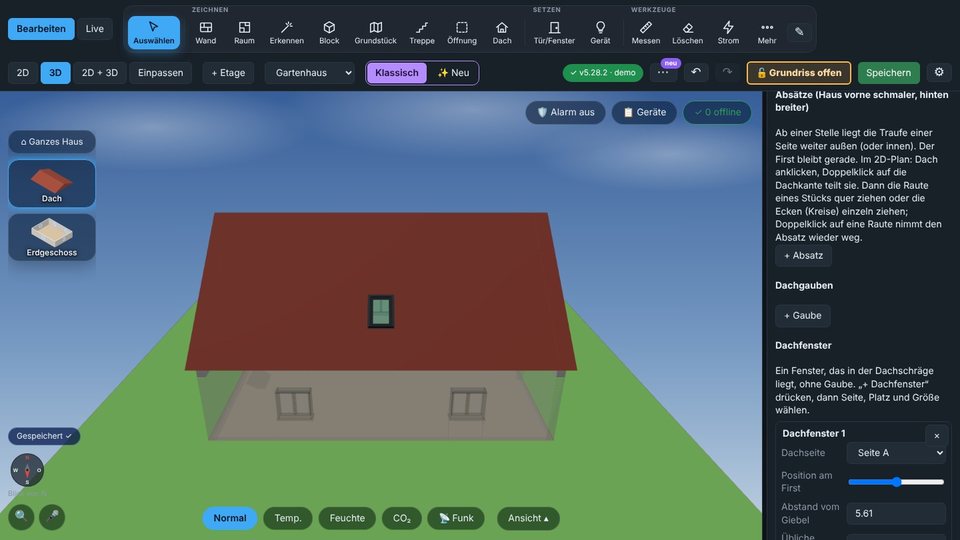 ZEICHNEN
SETZEN
WERKZEUGE
Bearbeiten
Live
Auswählen
Wand
Raum
Erkennen
Block
Grundstück
Treppe
Öffnung
Dach
Tür/Fenster
Gerät
Messen
Löschen
Strom
Mehr
2D
3D
2D + 3D
Einpassen
+ Etage
Gartenhaus
Klassisch
✨ Neu
✓ v5.28.2 · demo
neu
Grundriss offen
Speichern
Alarm aus
Geräte
✓ 0 offline
⌂ Ganzes Haus
Dach
Erdgeschoss
Gespeichert ✓
N
W
O
S
Normal
Temp.
Feuchte
CO₂
Funk
Ansicht ▴
Absätze (Haus vorne schmaler, hinten
breiter)
Ab einer Stelle liegt die Traufe einer
Seite weiter außen (oder innen). Der
First bleibt gerade. Im 2D-Plan: Dach
anklicken, Doppelklick auf die
Dachkante teilt sie. Dann die Raute
eines Stücks quer ziehen oder die
Ecken (Kreise) einzeln ziehen;
Doppelklick auf eine Raute nimmt den
Absatz wieder weg.
+ Absatz
Dachgauben
+ Gaube
Dachfenster
Ein Fenster, das in der Dachschräge
liegt, ohne Gaube. „+ Dachfenster“
drücken, dann Seite, Platz und Größe
wählen.
Dachfenster 1
×
Dachseite
Seite A
Position am
First
Abstand vom
Giebel
5.61
Übliche